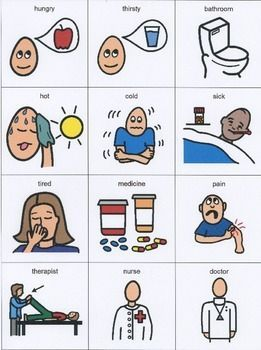 hungry
thirsty
bathroom
hot
cold
sick
tired
medicine
pain
therapist
nurse
doctor